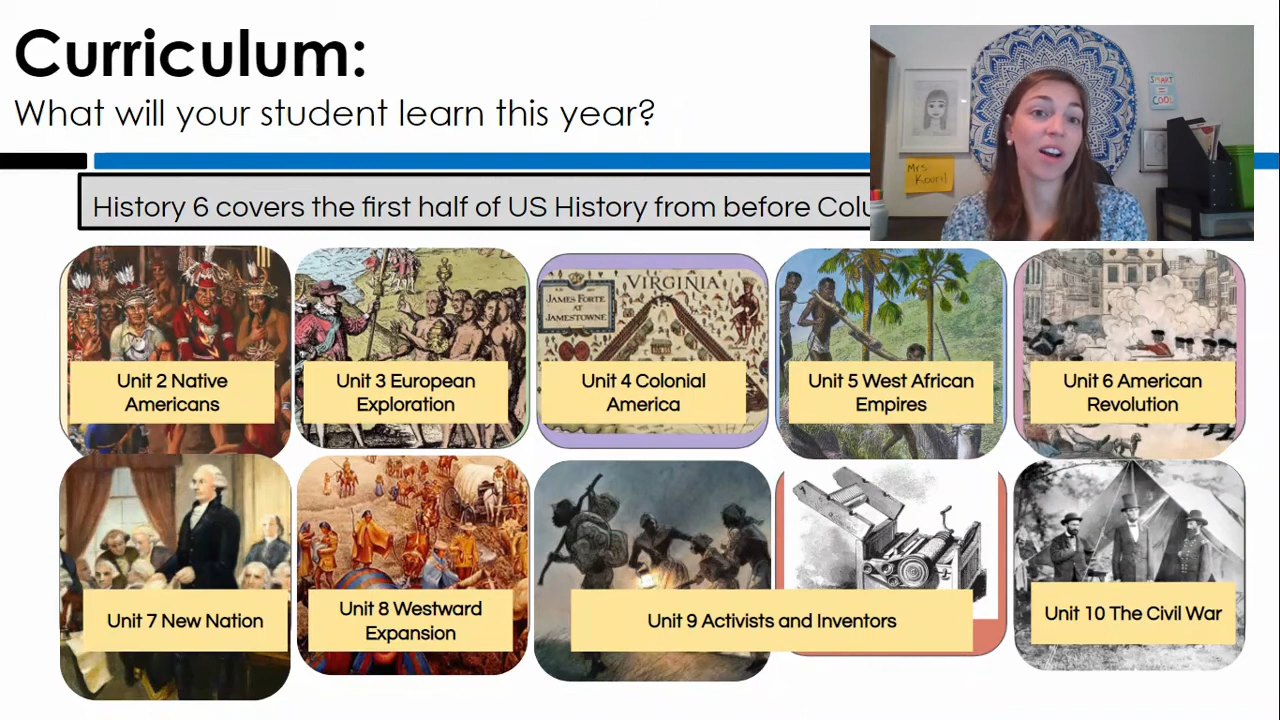 Curriculum:
What will your student learn this year?
SMART
=
COOL
Mrs.
Kouril
History 6 covers the first half of US History from before Colu
VIRGINIA
JAMES FORTE
AT
JAMESTOWNE
Unit 2 Native
Americans
Unit 3 European
Exploration
Unit 4 Colonial
America
Unit 5 West African
Empires
Unit 6 American
Revolution
Unit 7 New Nation
Unit 8 Westward
Expansion
Unit 9 Activists and Inventors
Unit 10 The Civil War